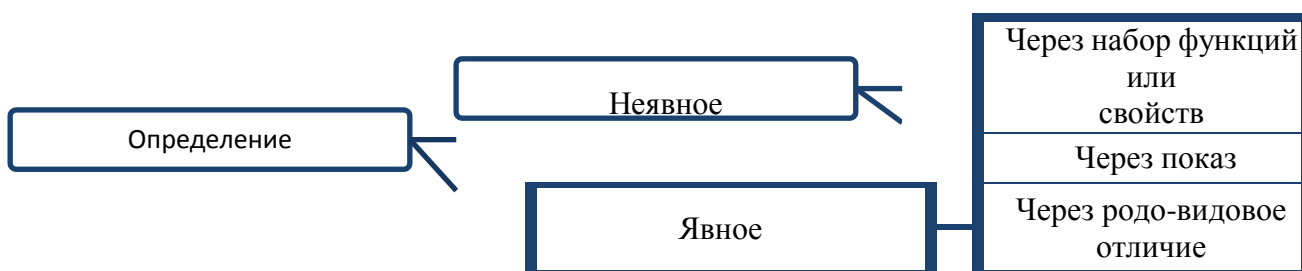 Определение
Неявное
Явное
Через набор функций
или
свойств
Через показ
Через родо-видовое
отличие